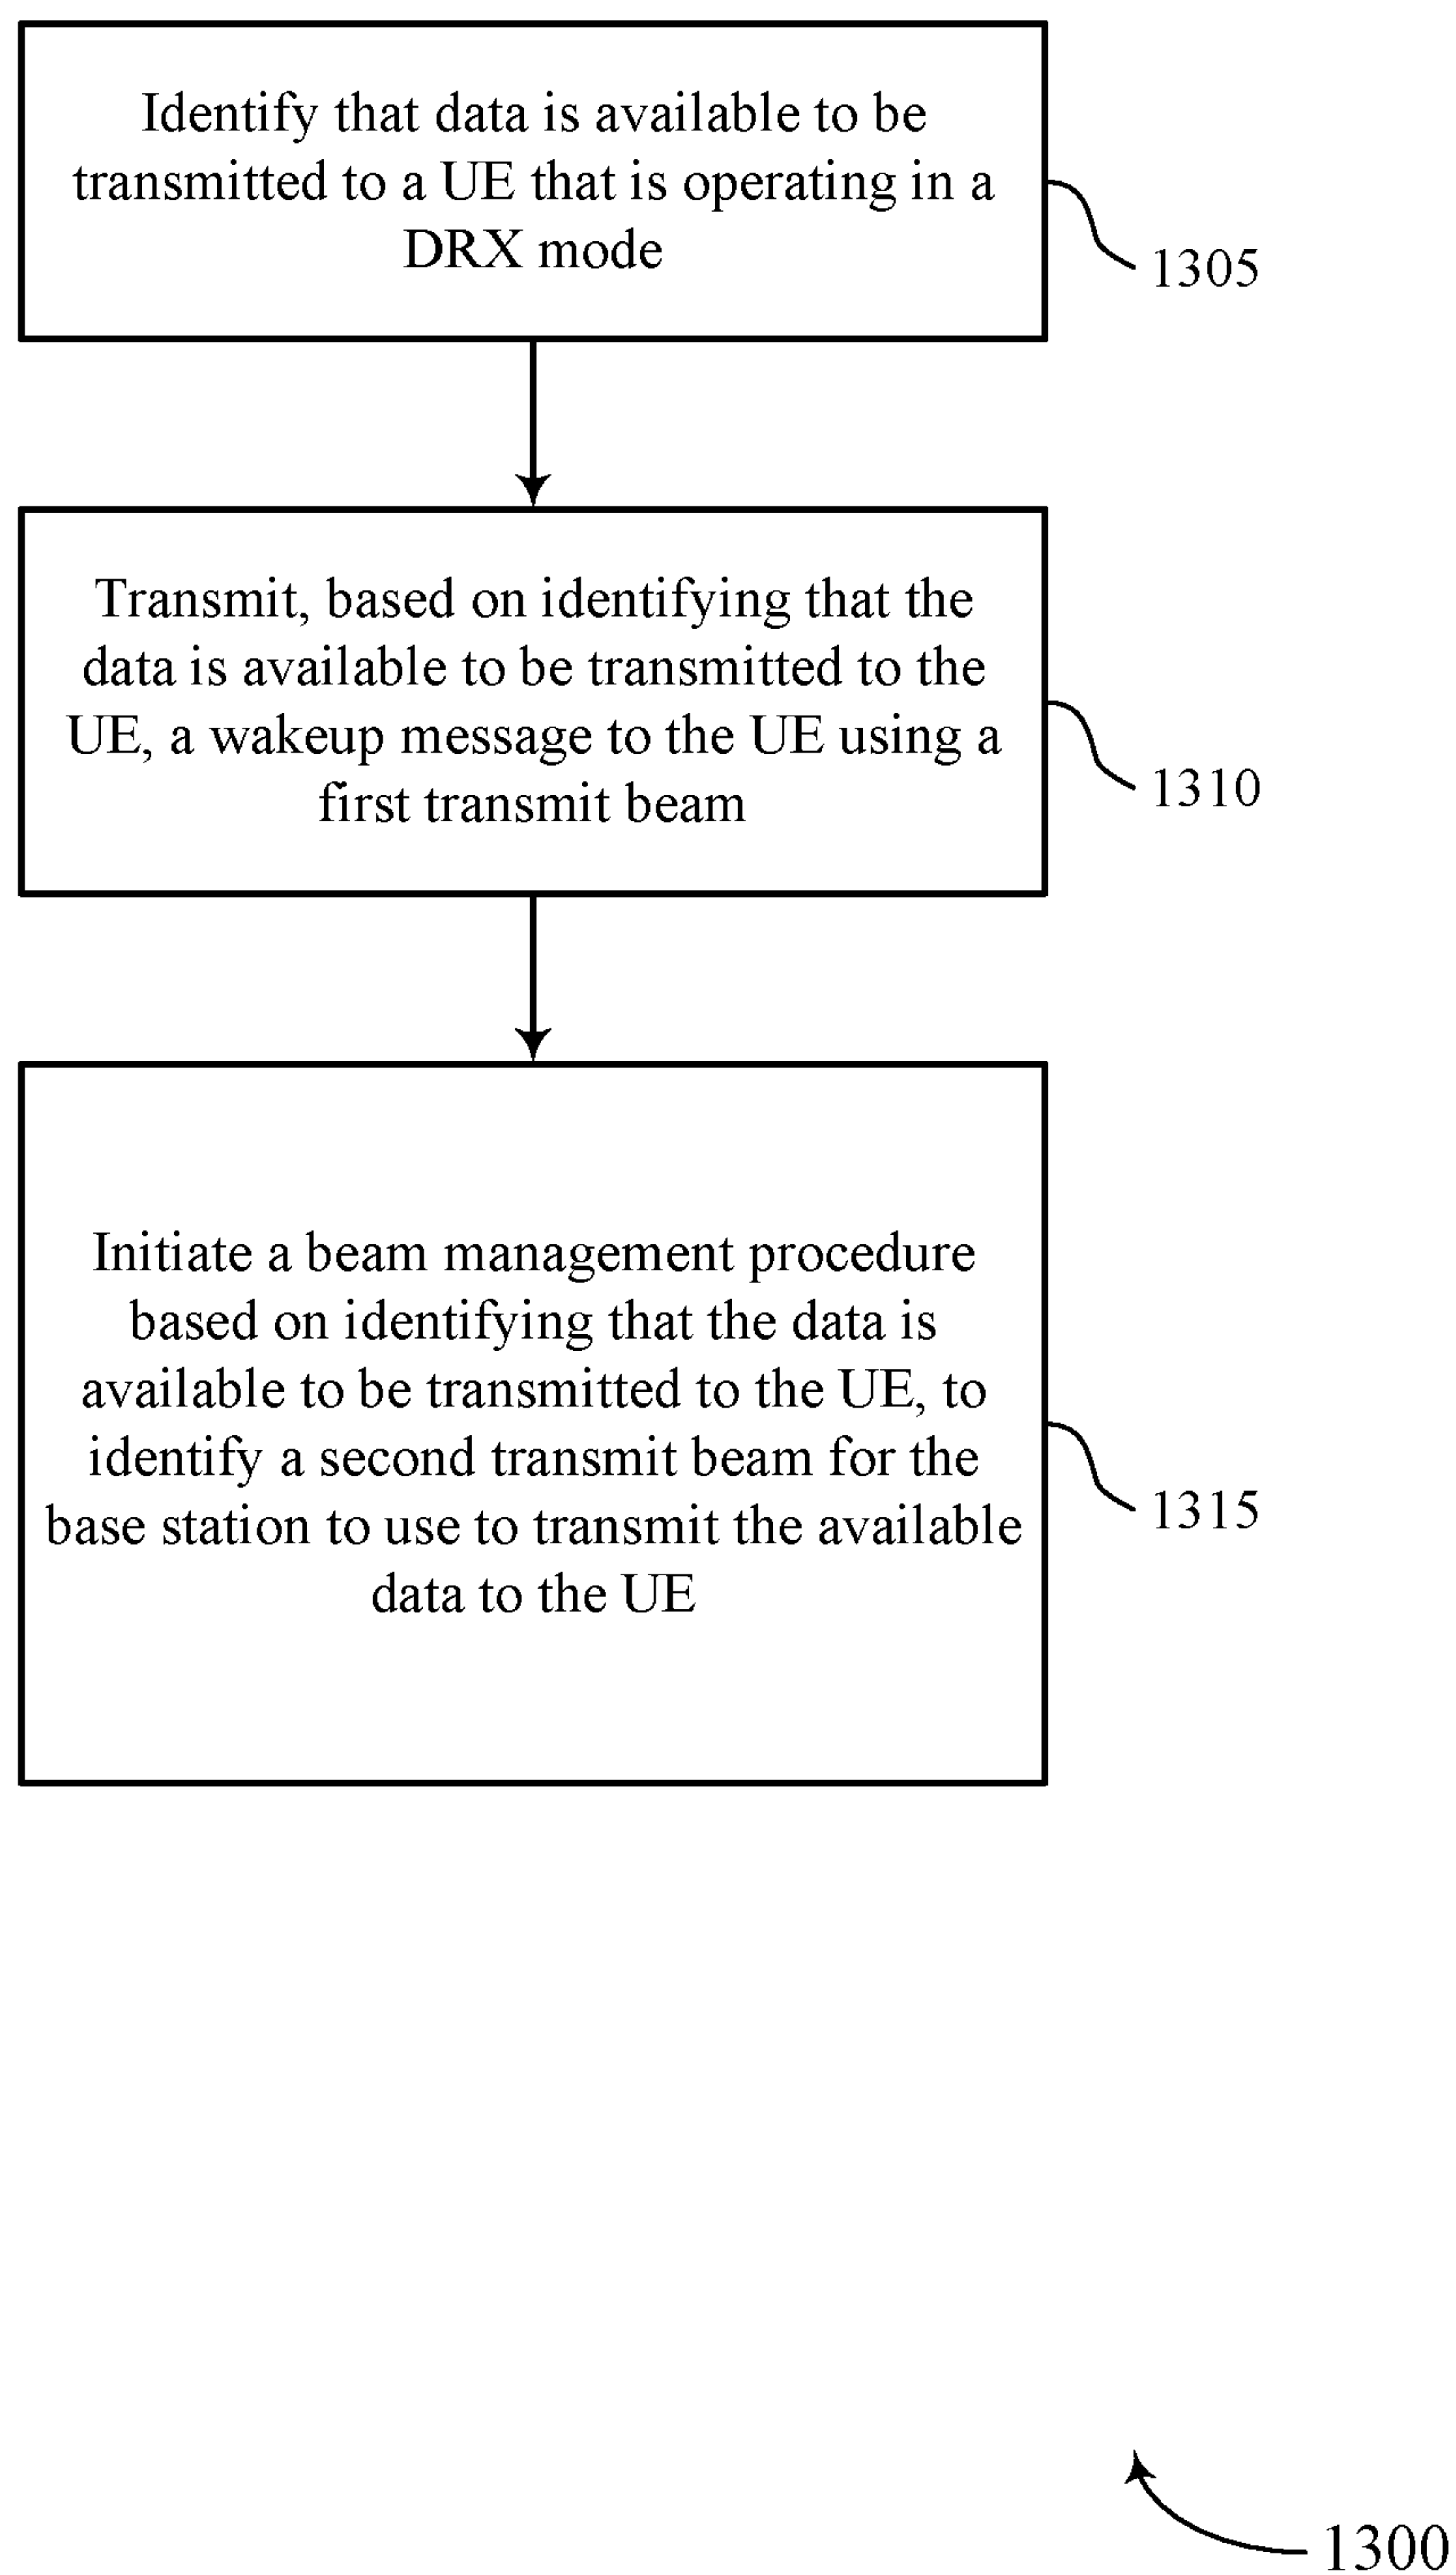 Identify that data is available to be
transmitted to a UE that is operating in a
DRX mode
1305
Transmit, based on identifying that the
data is available to be transmitted to the
UE, a wakeup message to the UE using a
first transmit beam
1310
Initiate a beam management procedure
based on identifying that the data is
available to be transmitted to the UE, to
identify a second transmit beam for the
base station to use to transmit the available
data to the UE
1315
1300